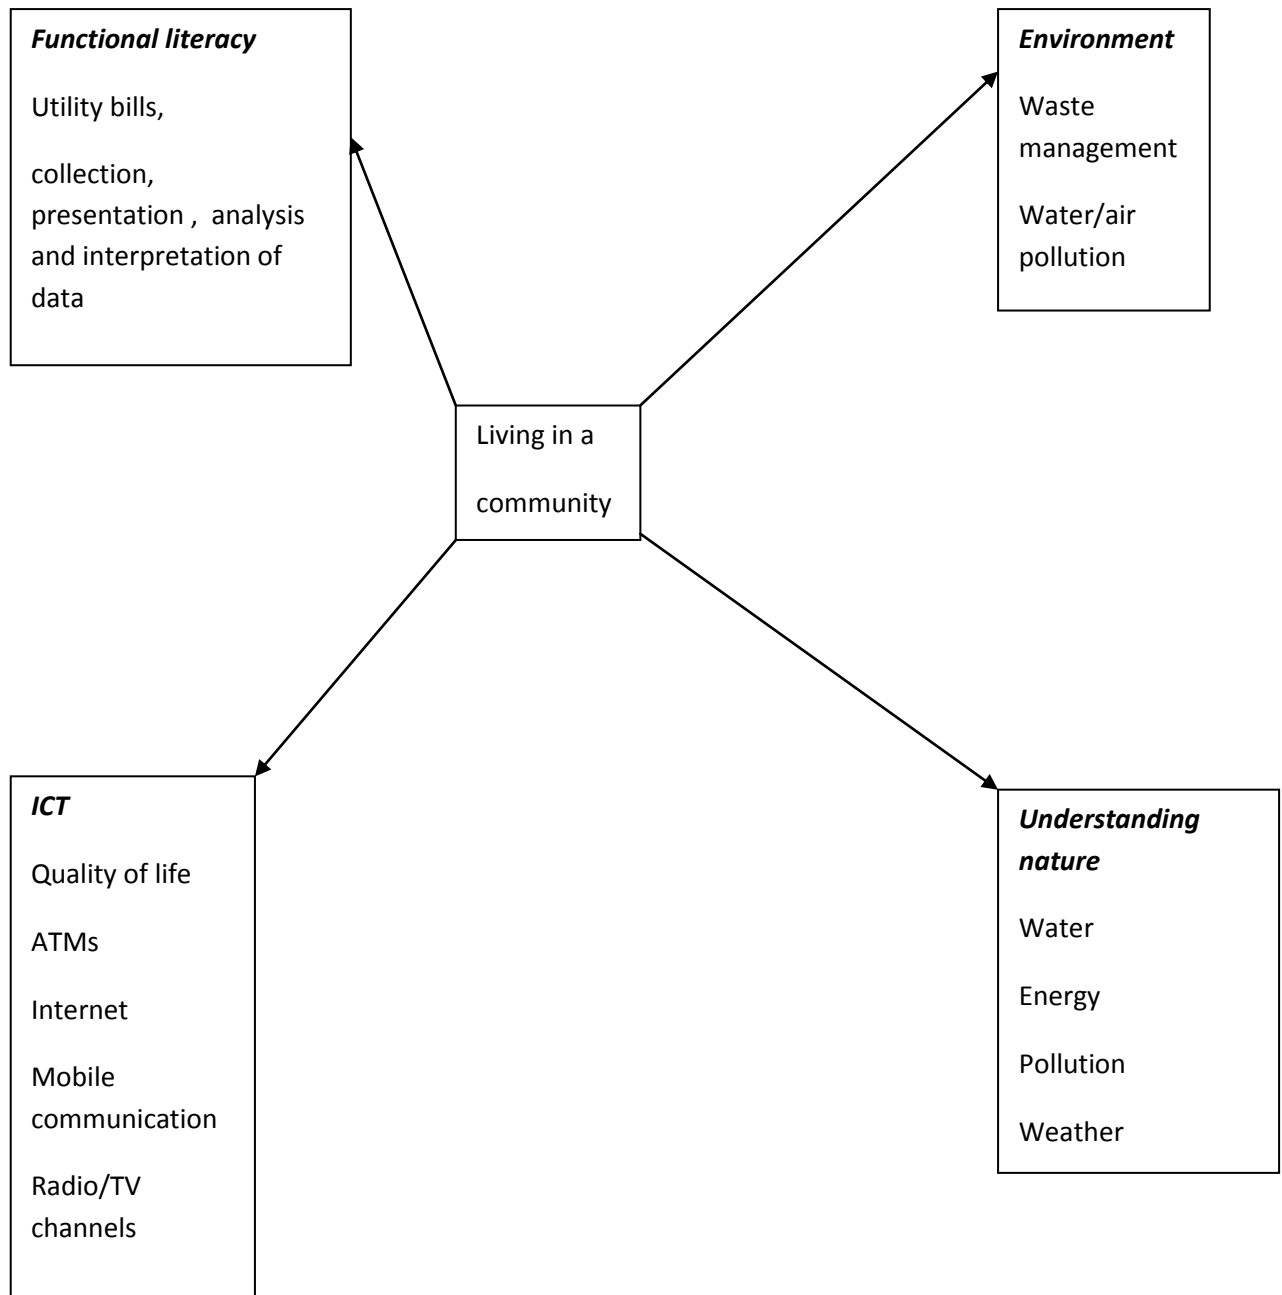 Functional literacy
Utility bills,
collection,
presentation , analysis
and interpretation of
data
Environment
Waste
management
Water/air
pollution
Living in a
community
ICT
Quality of life
ATMs
Internet
Mobile
communication
Radio/TV
channels
Understanding
nature
Water
Energy
Pollution
Weather